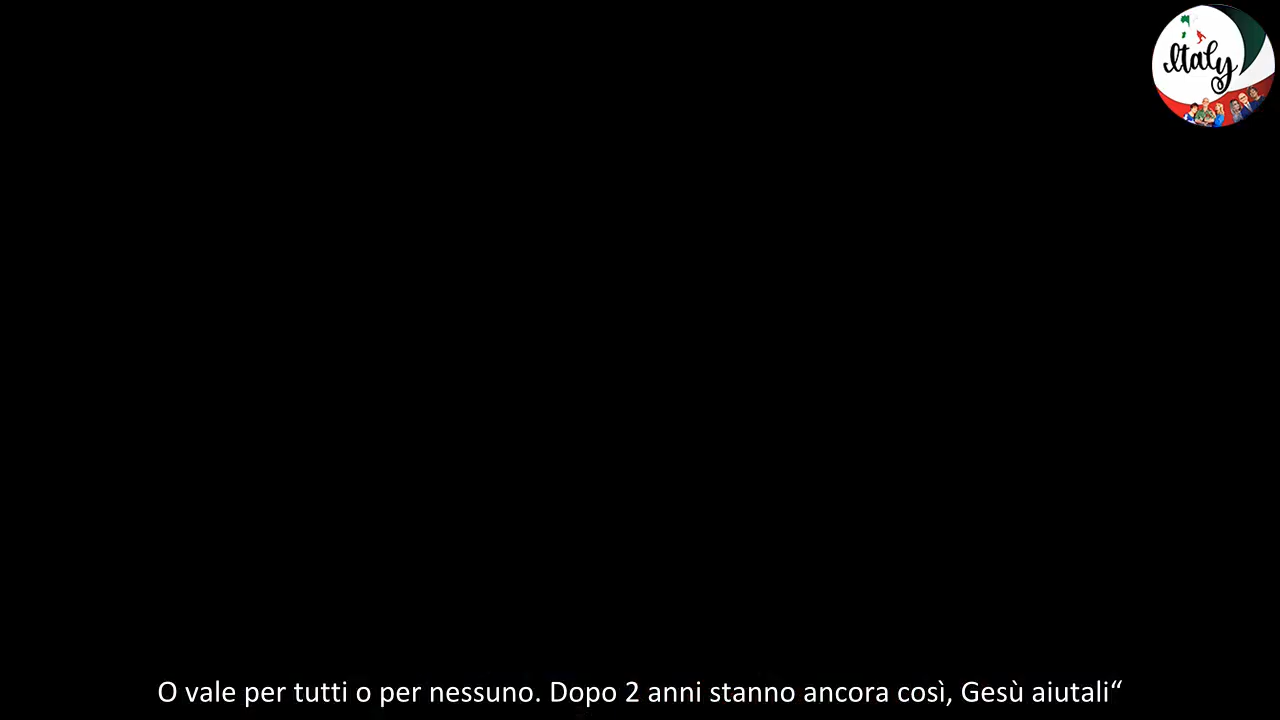 Italy
O vale per tutti o per nessuno. Dopo 2 anni stanno ancora così, Gesù aiutali“